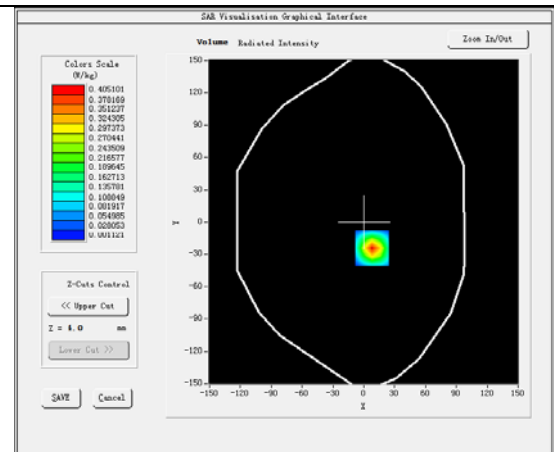 SAR Visualisation Graphical Interface
Volume Radiated Intensity
Zoom In/Out
Colors Scale
(W/kg)
0.405101
0.378169
0.351237
0.324305
0.297373
0.270441
0.243509
0.216577
0.189645
0.162713
0.135781
0.108849
0.081917
0.054985
0.028053
0.001121
Z-Cuts Control
<< Upper Cut
Z = 4.0 mm
Lower Cut >>
SAVE Cancel
150
120
90
60
30
0
-30
-60
-90
-120
-150
Y
-150 -120 -90 -60 -30 0 30 60 90 120 150
X